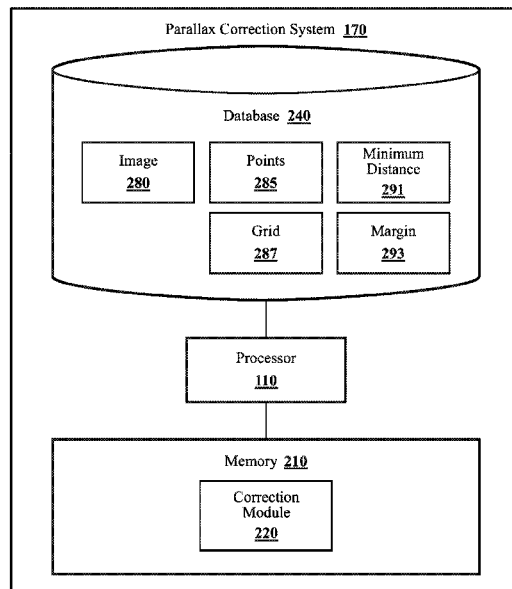 Parallax Correction System 170
Database 240
Image
280
Points
285
Minimum
Distance
291
Grid
287
Margin
293
Processor
110
Memory 210
Correction
Module
220